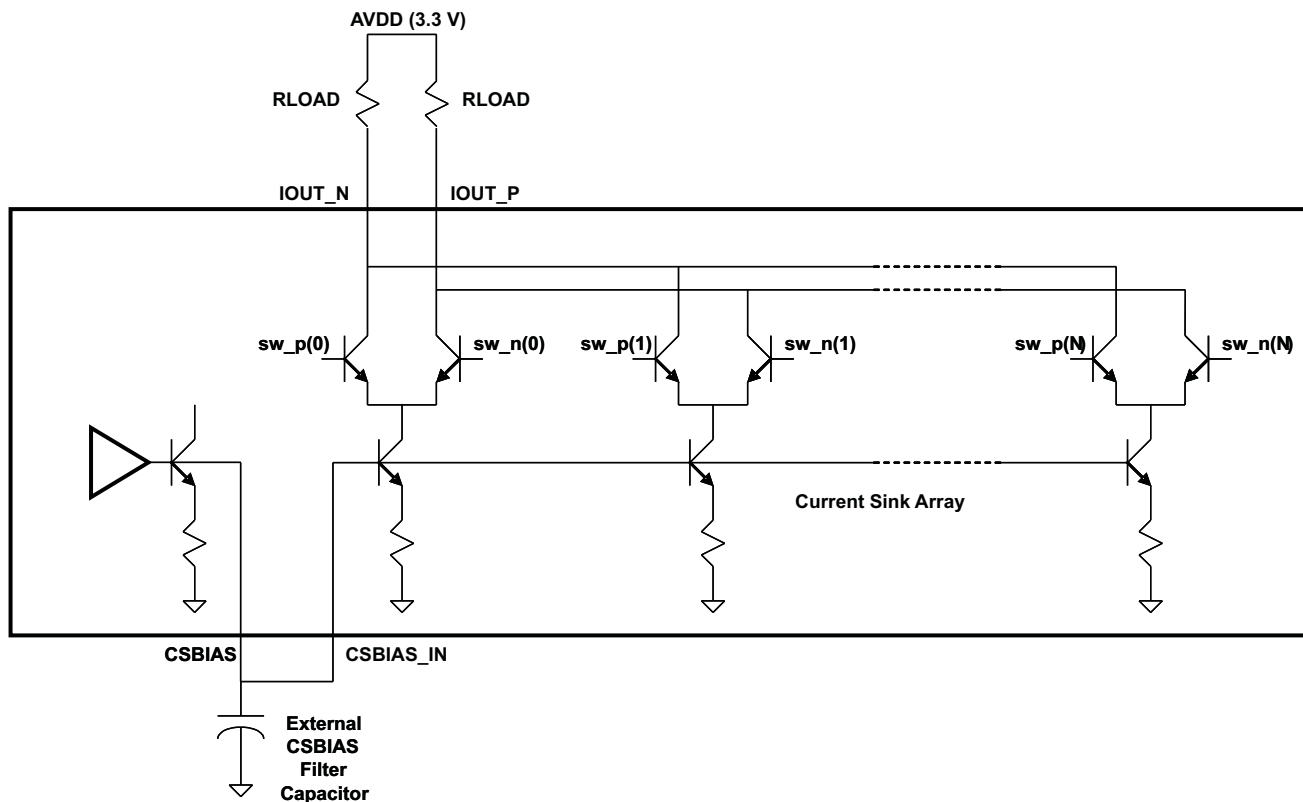 AVDD (3.3 V)
RLOAD
RLOAD
IOUT_N
IOUT_P
sw_p(0)
sw_n(0)
sw_p(1)
sw_n(1)
sw_p(N)
sw_n(N)
Current Sink Array
CSBIAS
CSBIAS_IN
External
CSBIAS
Filter
Capacitor